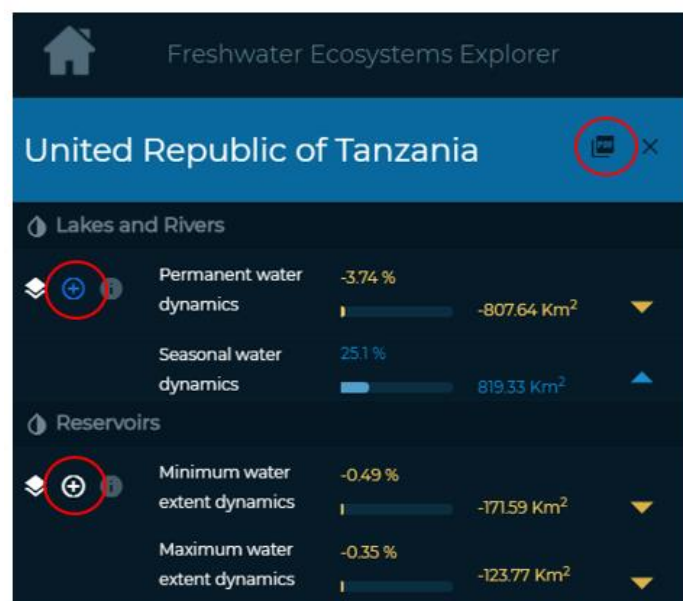 Freshwater Ecosystems Explorer
United Republic of Tanzania
Lakes and Rivers
Permanent water
dynamics
-3.74 %
-807.64 Km²
Seasonal water
dynamics
25.1 %
819.33 Km²
Reservoirs
Minimum water
extent dynamics
-0.49 %
-171.59 Km²
Maximum water
extent dynamics
-0.35 %
-123.77 Km²